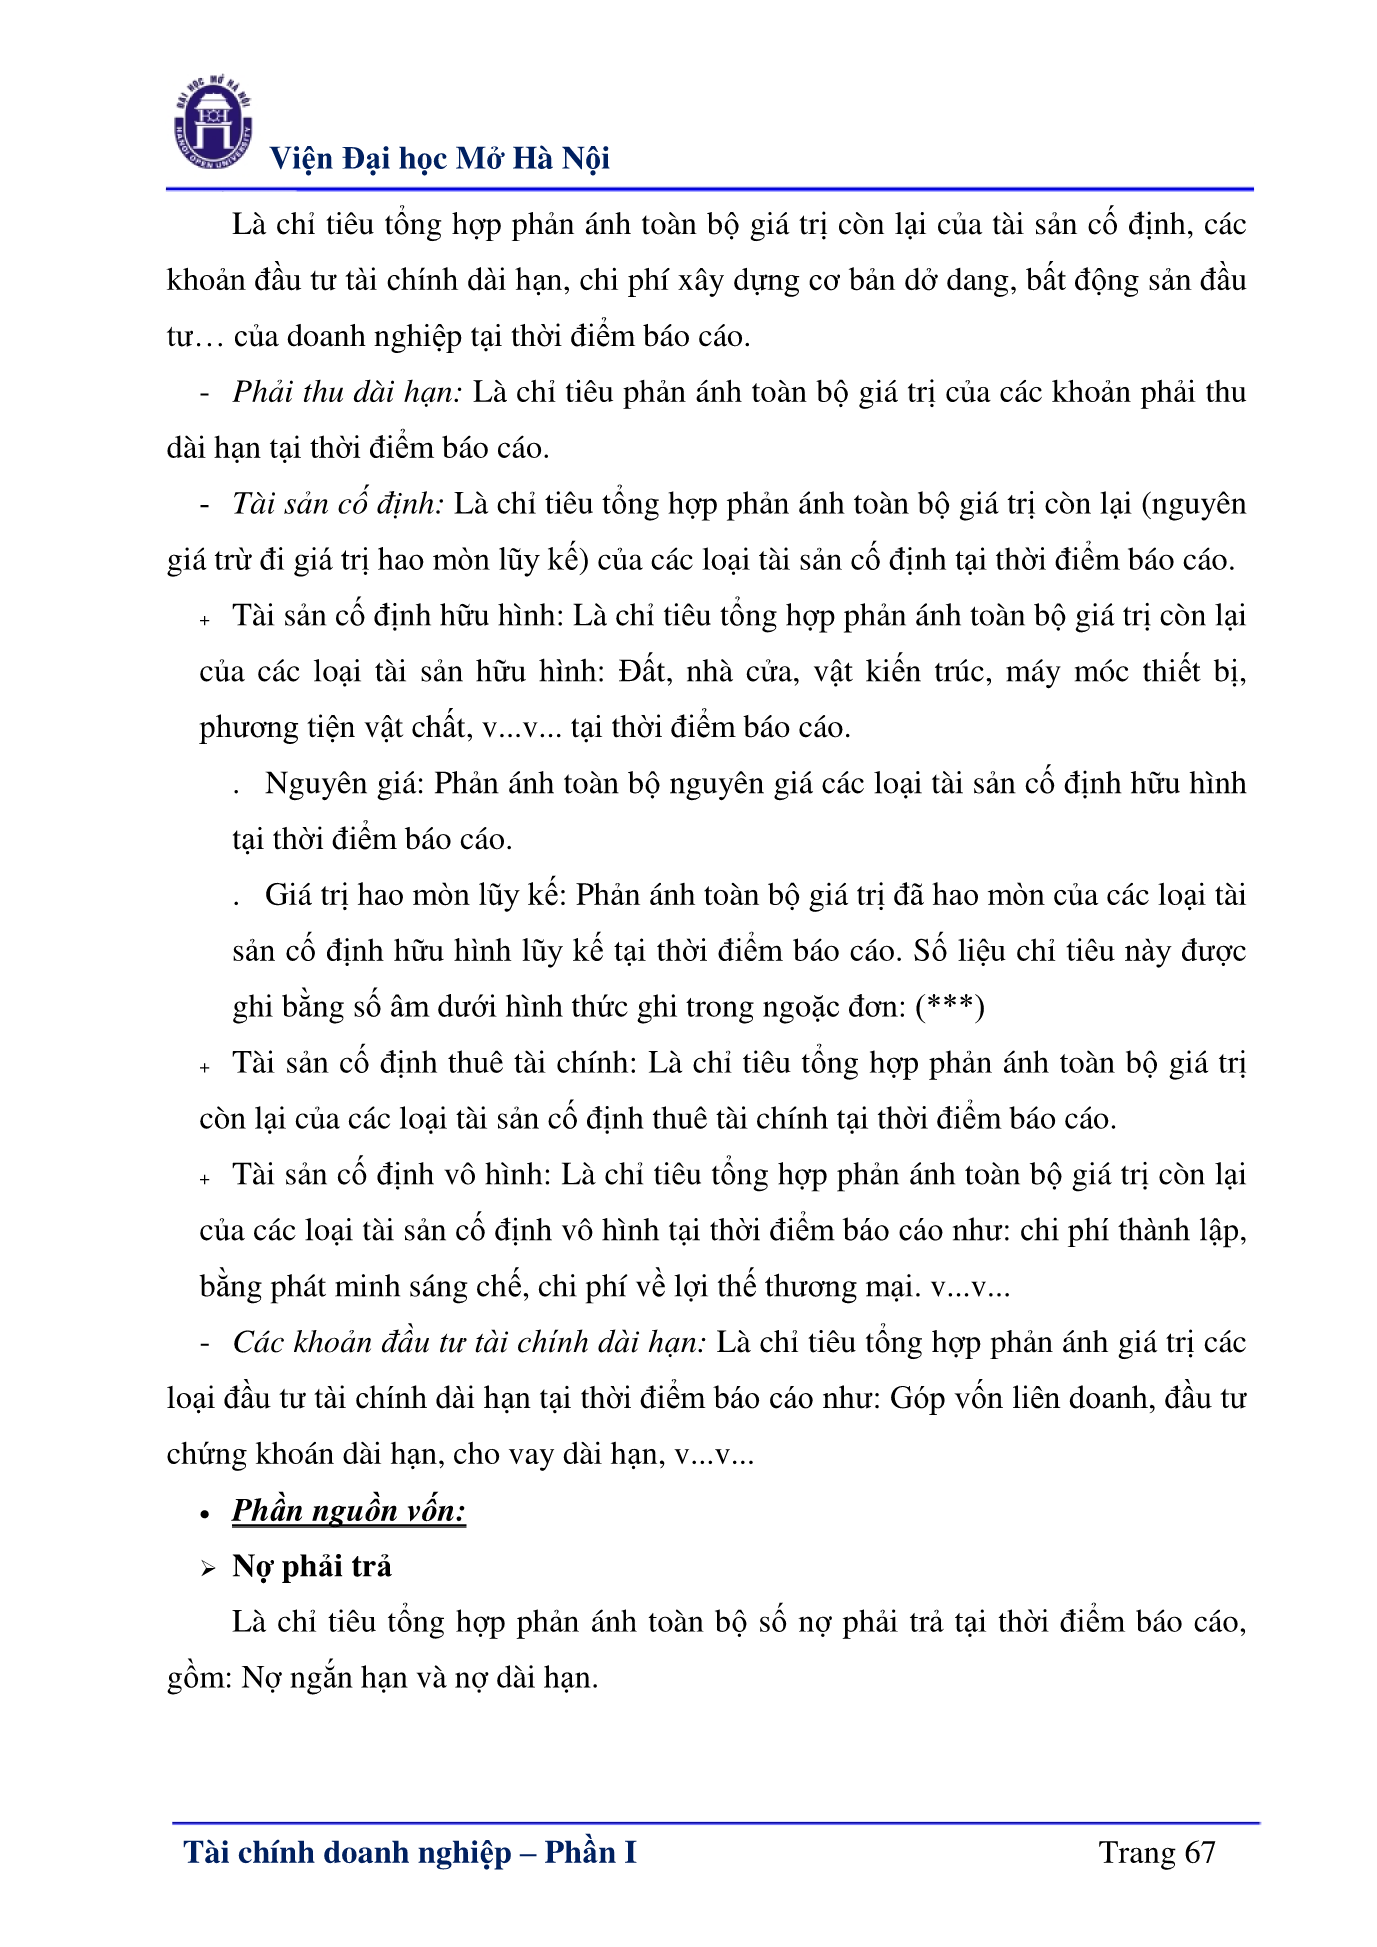 ĐẠI HỌC MỞ HÀ NỘI
HANOI OPEN UNIVERSITY
Viện Đại học Mở Hà Nội
Là chỉ tiêu tổng hợp phản ánh toàn bộ giá trị còn lại của tài sản cố định, các
khoản đầu tư tài chính dài hạn, chi phí xây dựng cơ bản dở dang, bất động sản đầu
tư… của doanh nghiệp tại thời điểm báo cáo.
- Phải thu dài hạn: Là chỉ tiêu phản ánh toàn bộ giá trị của các khoản phải thu
dài hạn tại thời điểm báo cáo.
- Tài sản cố định: Là chỉ tiêu tổng hợp phản ánh toàn bộ giá trị còn lại (nguyên
giá trừ đi giá trị hao mòn lũy kế) của các loại tài sản cố định tại thời điểm báo cáo.
+ Tài sản cố định hữu hình: Là chỉ tiêu tổng hợp phản ánh toàn bộ giá trị còn lại
của các loại tài sản hữu hình: Đất, nhà cửa, vật kiến trúc, máy móc thiết bị,
phương tiện vật chất, v...v... tại thời điểm báo cáo.
. Nguyên giá: Phản ánh toàn bộ nguyên giá các loại tài sản cố định hữu hình
tại thời điểm báo cáo.
. Giá trị hao mòn lũy kế: Phản ánh toàn bộ giá trị đã hao mòn của các loại tài
sản cố định hữu hình lũy kế tại thời điểm báo cáo. Số liệu chỉ tiêu này được
ghi bằng số âm dưới hình thức ghi trong ngoặc đơn: (***)
+ Tài sản cố định thuê tài chính: Là chỉ tiêu tổng hợp phản ánh toàn bộ giá trị
còn lại của các loại tài sản cố định thuê tài chính tại thời điểm báo cáo.
+ Tài sản cố định vô hình: Là chỉ tiêu tổng hợp phản ánh toàn bộ giá trị còn lại
của các loại tài sản cố định vô hình tại thời điểm báo cáo như: chi phí thành lập,
bằng phát minh sáng chế, chi phí về lợi thế thương mại. v...v...
- Các khoản đầu tư tài chính dài hạn: Là chỉ tiêu tổng hợp phản ánh giá trị các
loại đầu tư tài chính dài hạn tại thời điểm báo cáo như: Góp vốn liên doanh, đầu tư
chứng khoán dài hạn, cho vay dài hạn, v...v...
• Phần nguồn vốn:
➢ Nợ phải trả
Là chỉ tiêu tổng hợp phản ánh toàn bộ số nợ phải trả tại thời điểm báo cáo,
gồm: Nợ ngắn hạn và nợ dài hạn.
Tài chính doanh nghiệp – Phần I Trang 67